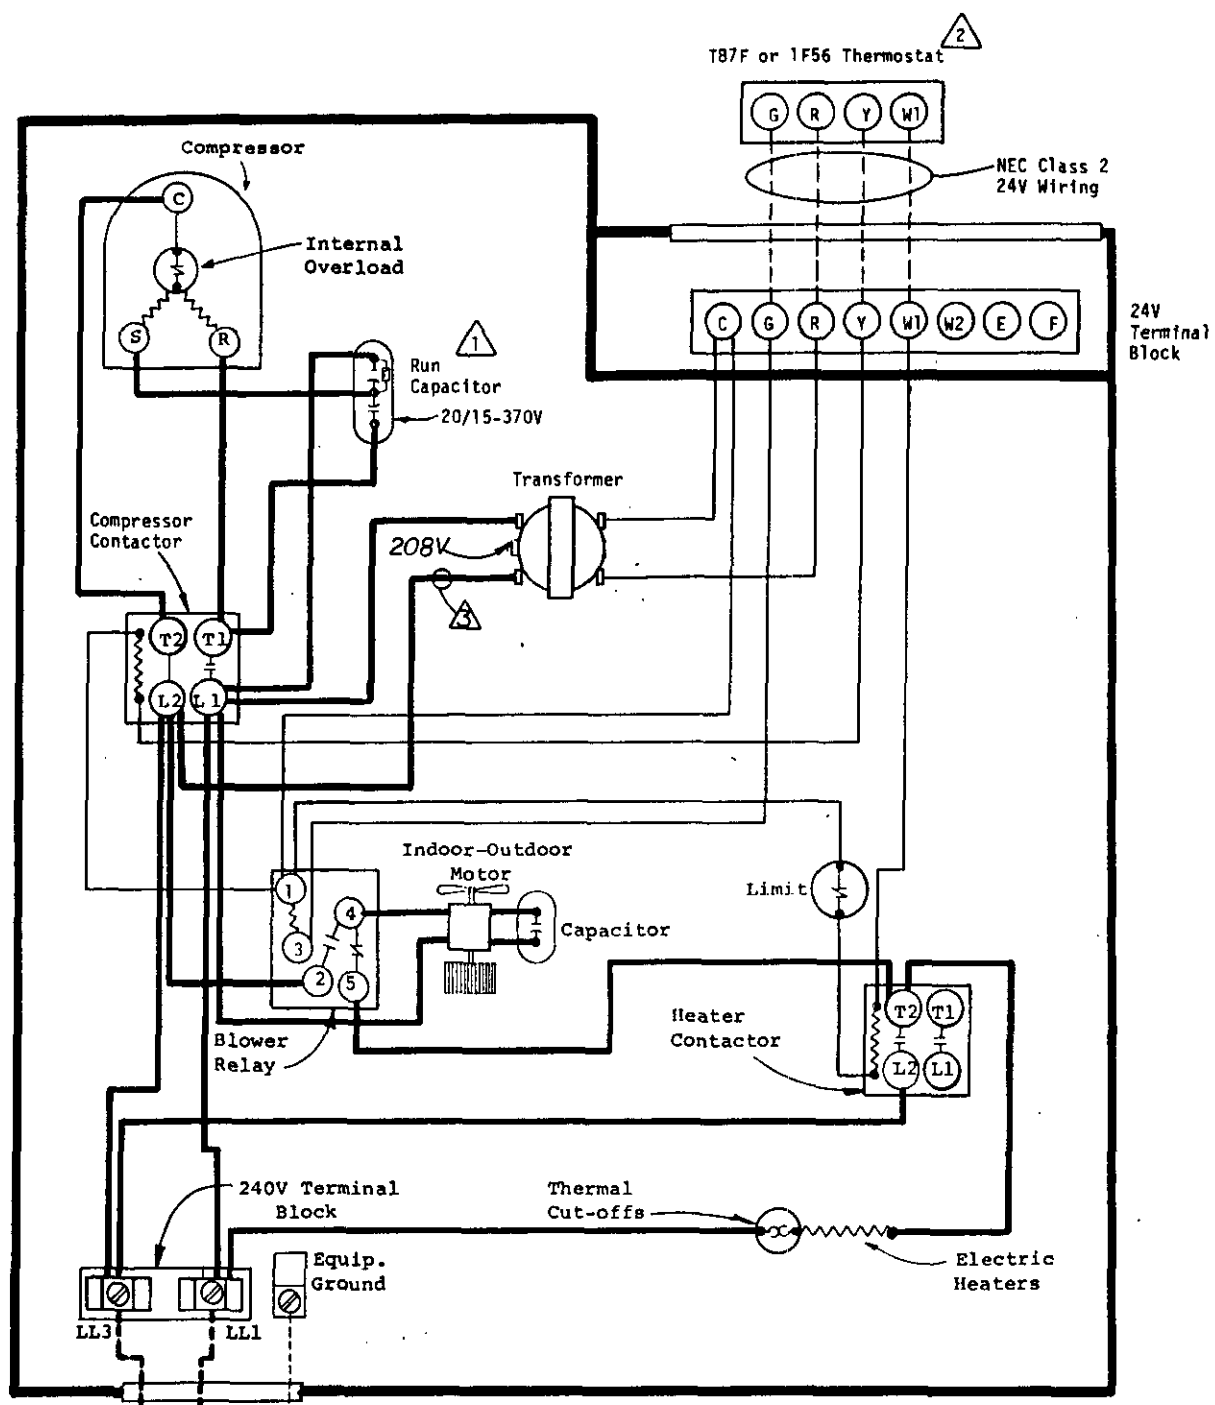 2
T87F or 1F56 Thermostat
G R Y W1
NEC Class 2
24V Wiring
Compressor
C
Internal
Overload
S R
C G R Y W1 W2 E F
24V
Terminal
Block
1
Run
Capacitor
20/15-370V
Transformer
208V
3
Compressor
Contactor
T2 T1
L2 L1
Indoor-Outdoor
Motor
Capacitor
Limit
1
4
3
2 5
Blower
Relay
Heater
Contactor
T2 T1
L2 L1
240V Terminal
Block
Thermal
Cut-offs
Equip.
Ground
Electric
Heaters
LL3 LL1